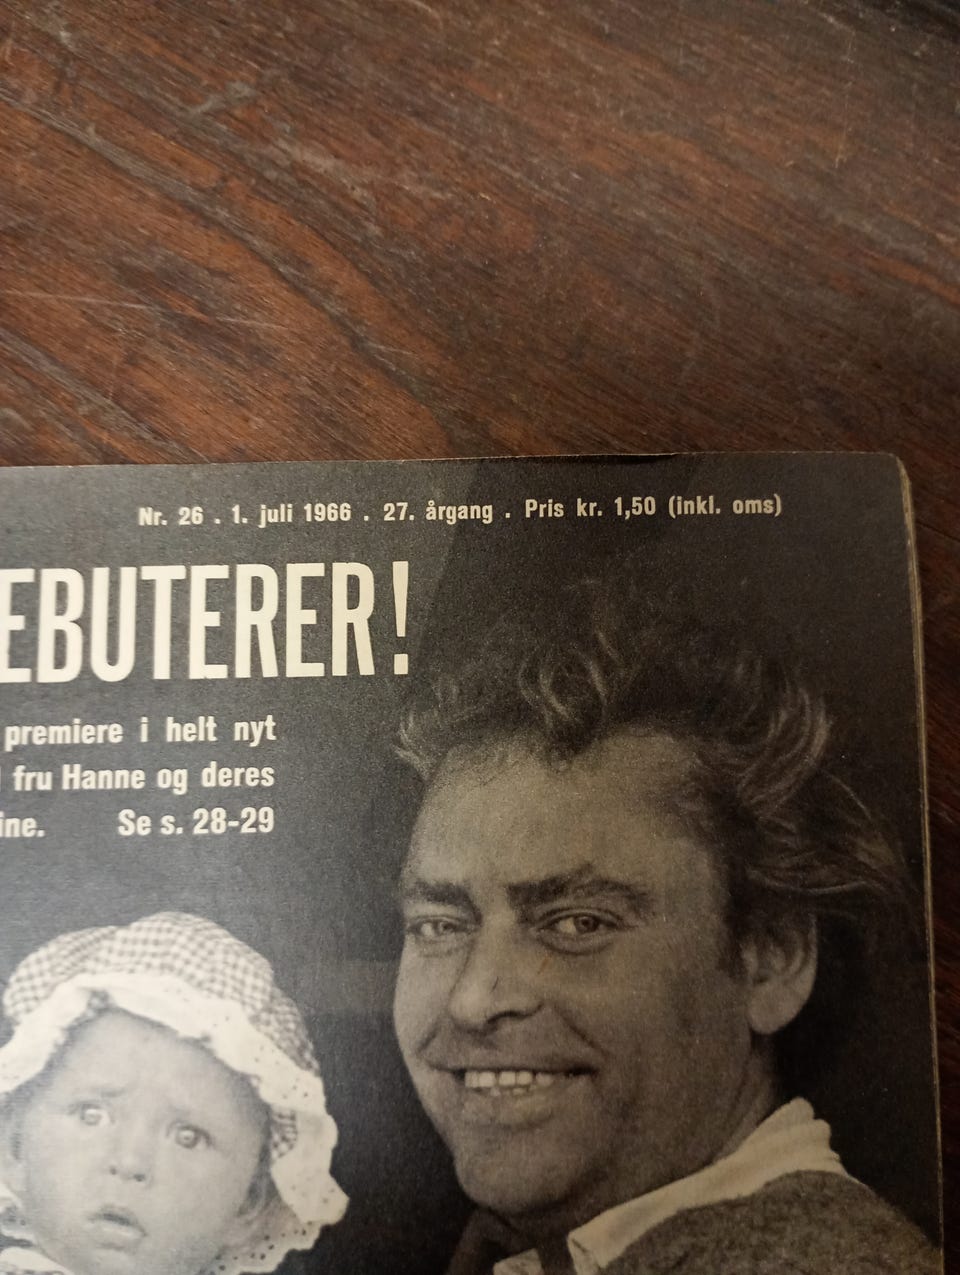 Nr. 26 . 1. juli 1966 . 27. årgang . Pris kr. 1,50 (inkl. oms)
EBUTERER!
premiere i helt nyt
fru Hanne og deres
ine. Se s. 28-29